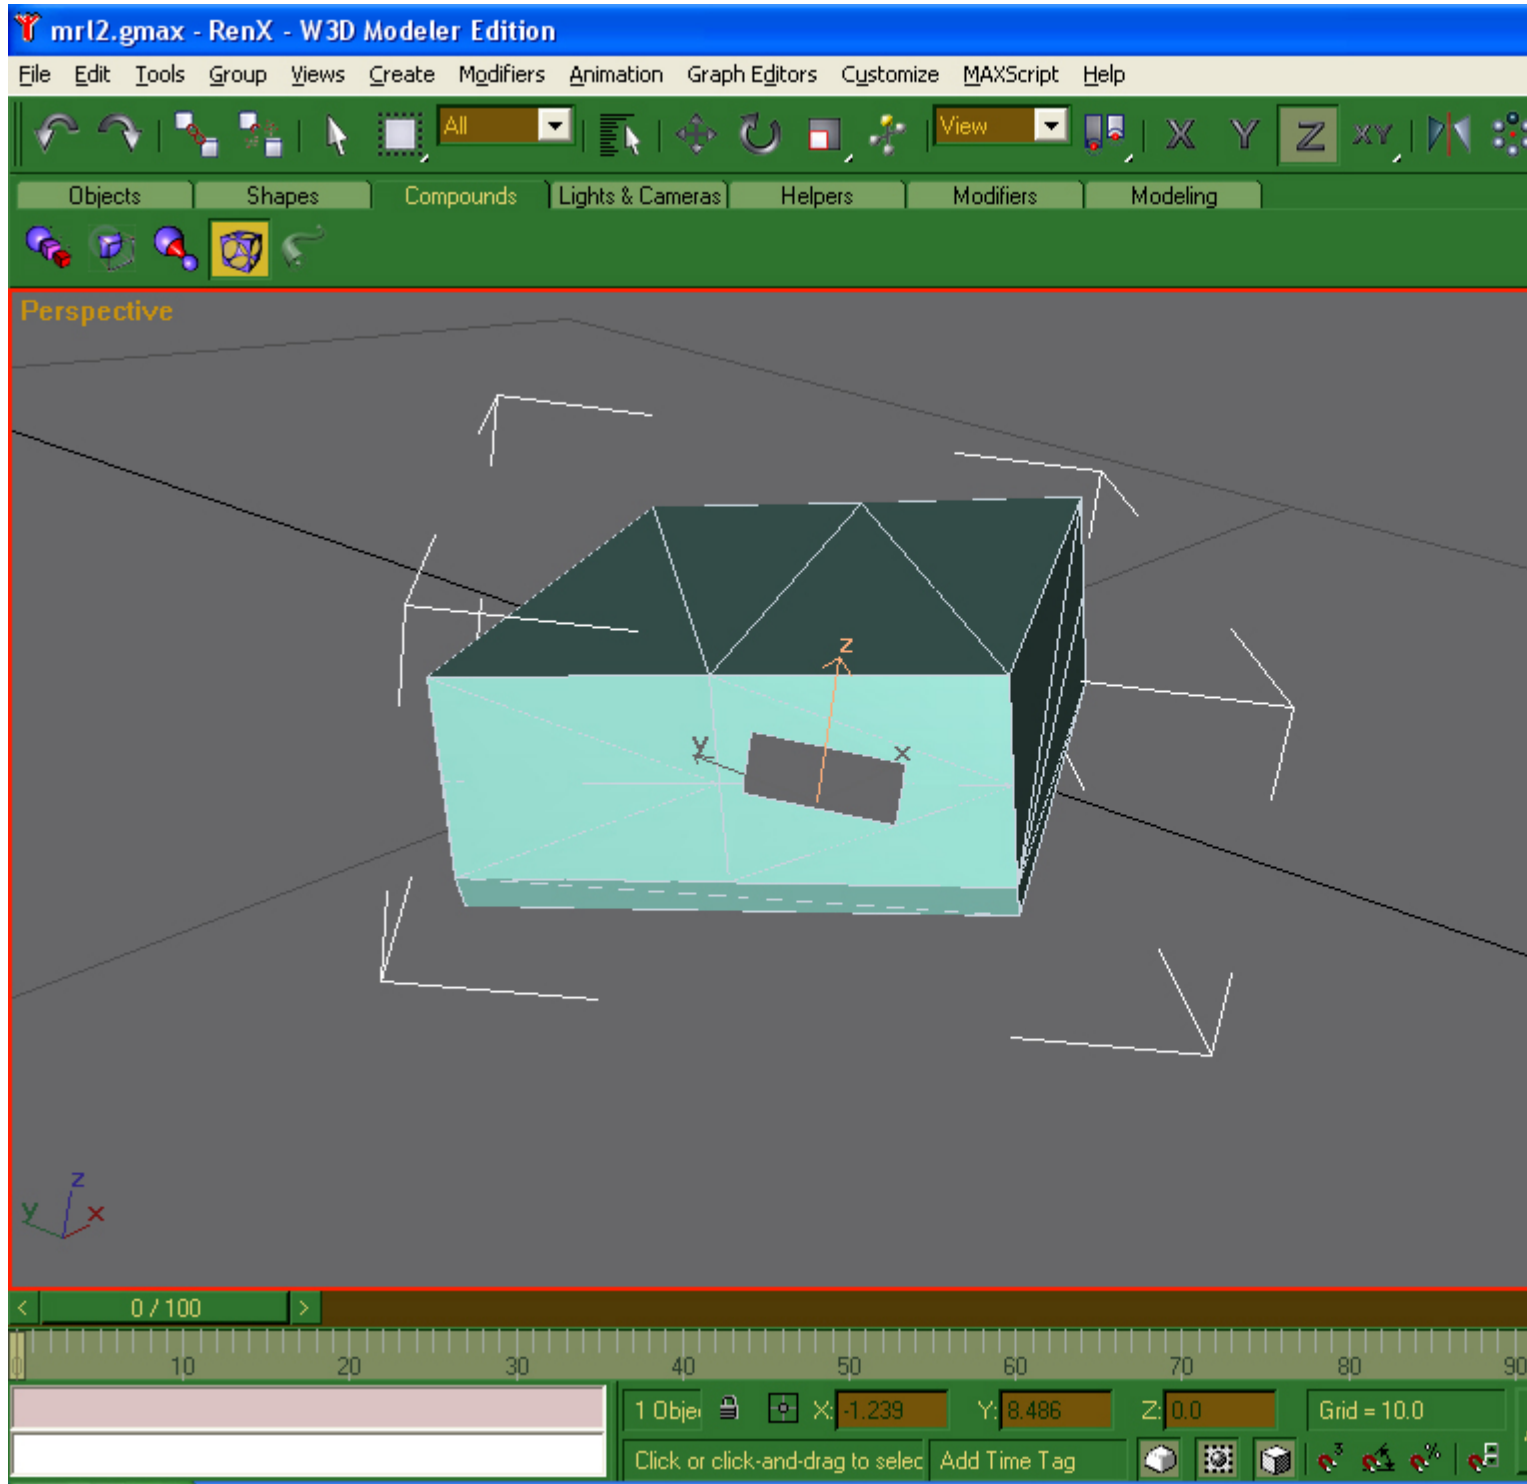 mrl2.gmax - RenX - W3D Modeler Edition
File Edit Tools Group Views Create Modifiers Animation Graph Editors Customize MAXScript Help
All View X Y Z XY
Objects Shapes Compounds Lights & Cameras Helpers Modifiers Modeling
Perspective
z
y x
z
y x
< 0 / 100 >
0 10 20 30 40 50 60 70 80 90
1 Obje X: -1.239 Y: 8.486 Z: 0.0 Grid = 10.0
Click or click-and-drag to selec Add Time Tag 3 %